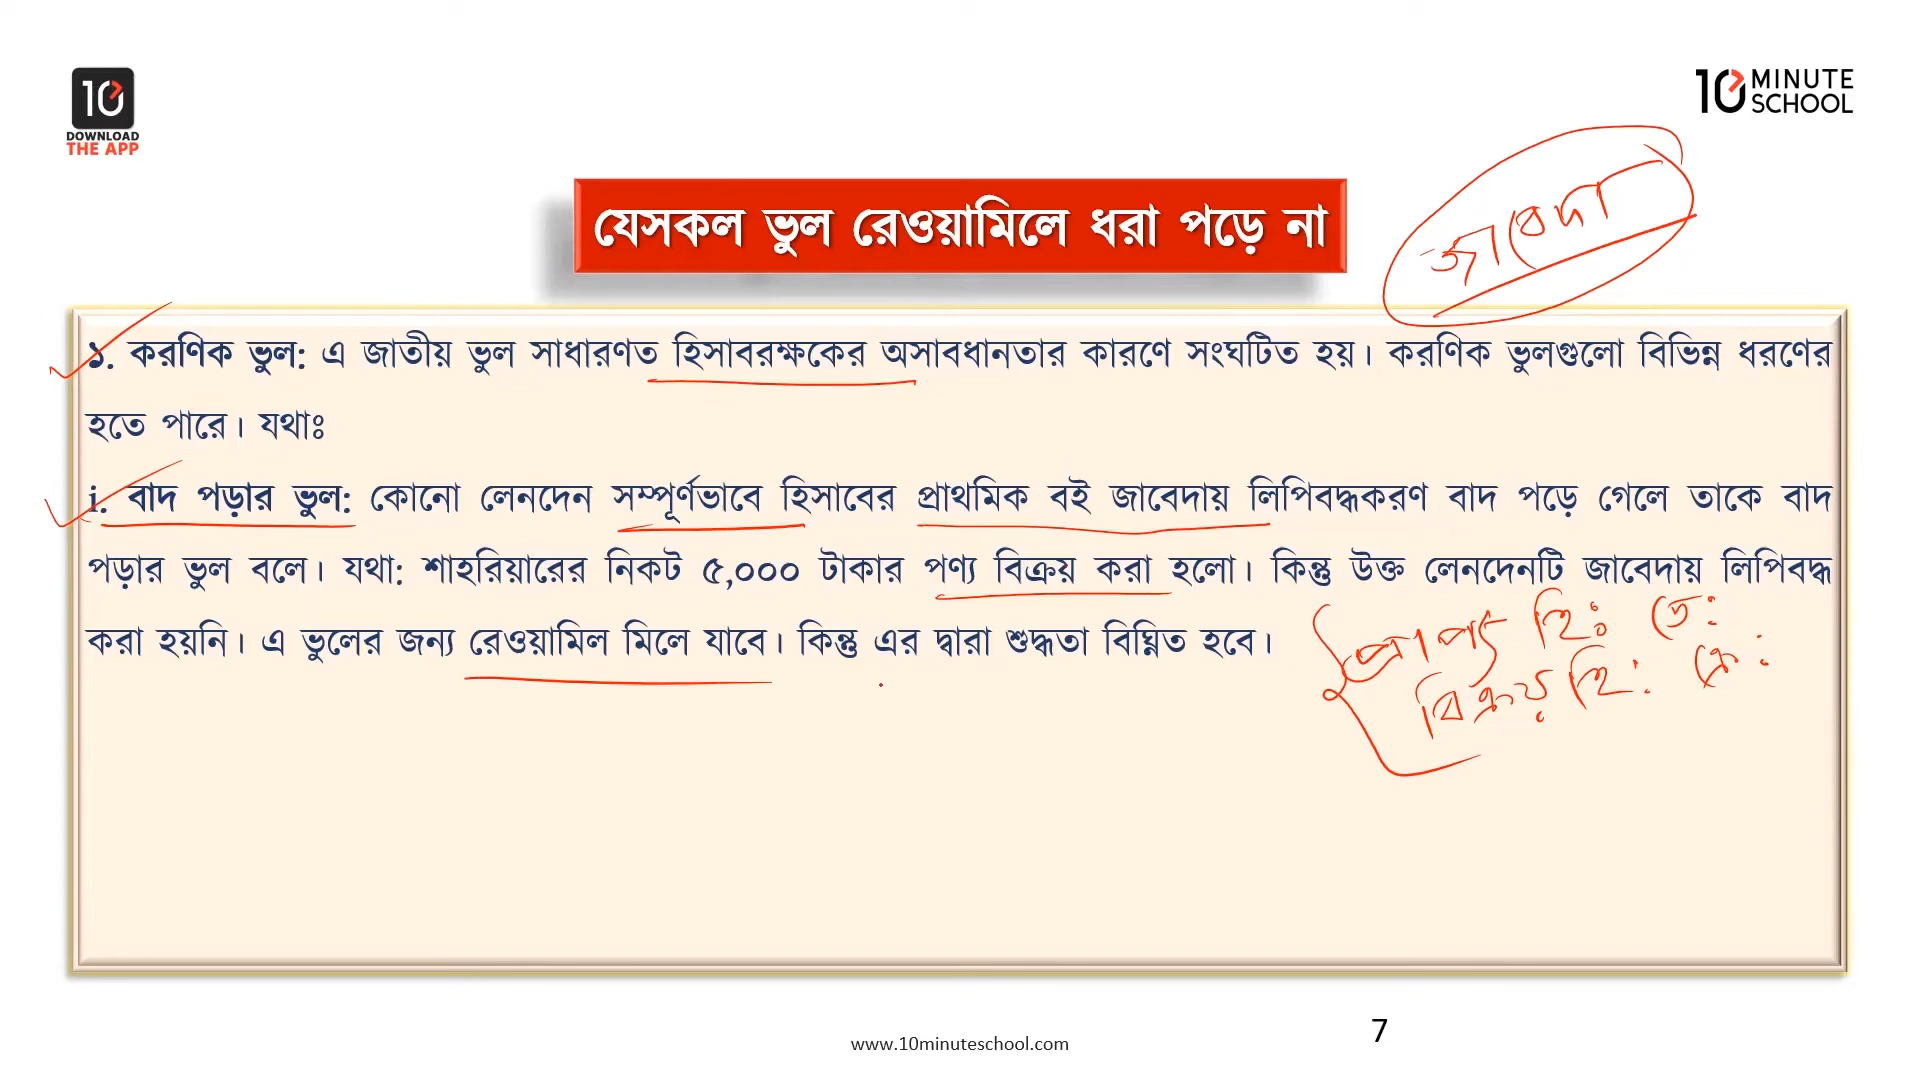 10
DOWNLOAD
THE APP
10 MINUTE
SCHOOL
যেসকল ভুল রেওয়ামিলে ধরা পড়ে না
জাবেদা
১. করণিক ভুল: এ জাতীয় ভুল সাধারণত হিসাবরক্ষকের অসাবধানতার কারণে সংঘটিত হয়। করণিক ভুলগুলো বিভিন্ন ধরণের
হতে পারে। যথাঃ
i. বাদ পড়ার ভুল: কোনো লেনদেন সম্পূর্ণভাবে হিসাবের প্রাথমিক বই জাবেদায় লিপিবদ্ধকরণ বাদ পড়ে গেলে তাকে বাদ
পড়ার ভুল বলে। যথা: শাহরিয়ারের নিকট ৫,০০০ টাকার পণ্য বিক্রয় করা হলো। কিন্তু উক্ত লেনদেনটি জাবেদায় লিপিবদ্ধ
করা হয়নি। এ ভুলের জন্য রেওয়ামিল মিলে যাবে। কিন্তু এর দ্বারা শুদ্ধতা বিঘ্নিত হবে।
প্রাপ্য হি: ডে:
বিক্রয় হি: ক্রে:
www.10minuteschool.com
7